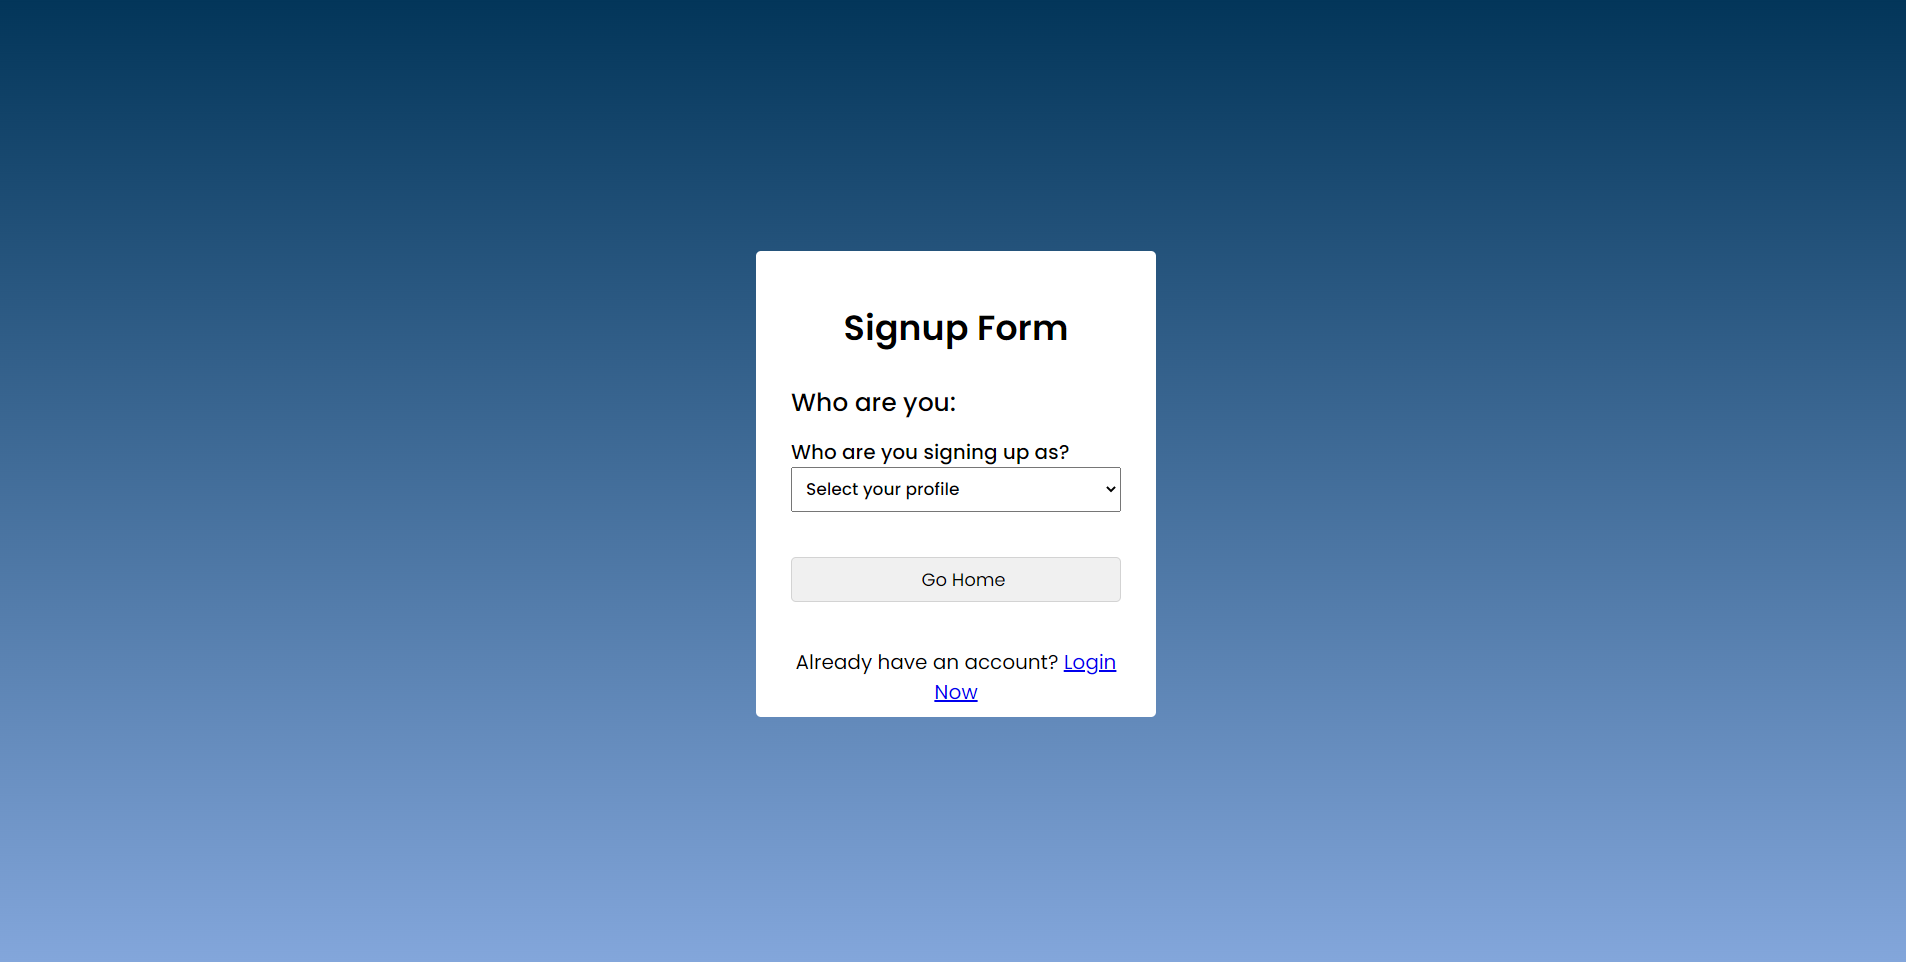 Signup Form
Who are you:
Who are you signing up as?
Select your profile
Go Home
Already have an account? Login
Now